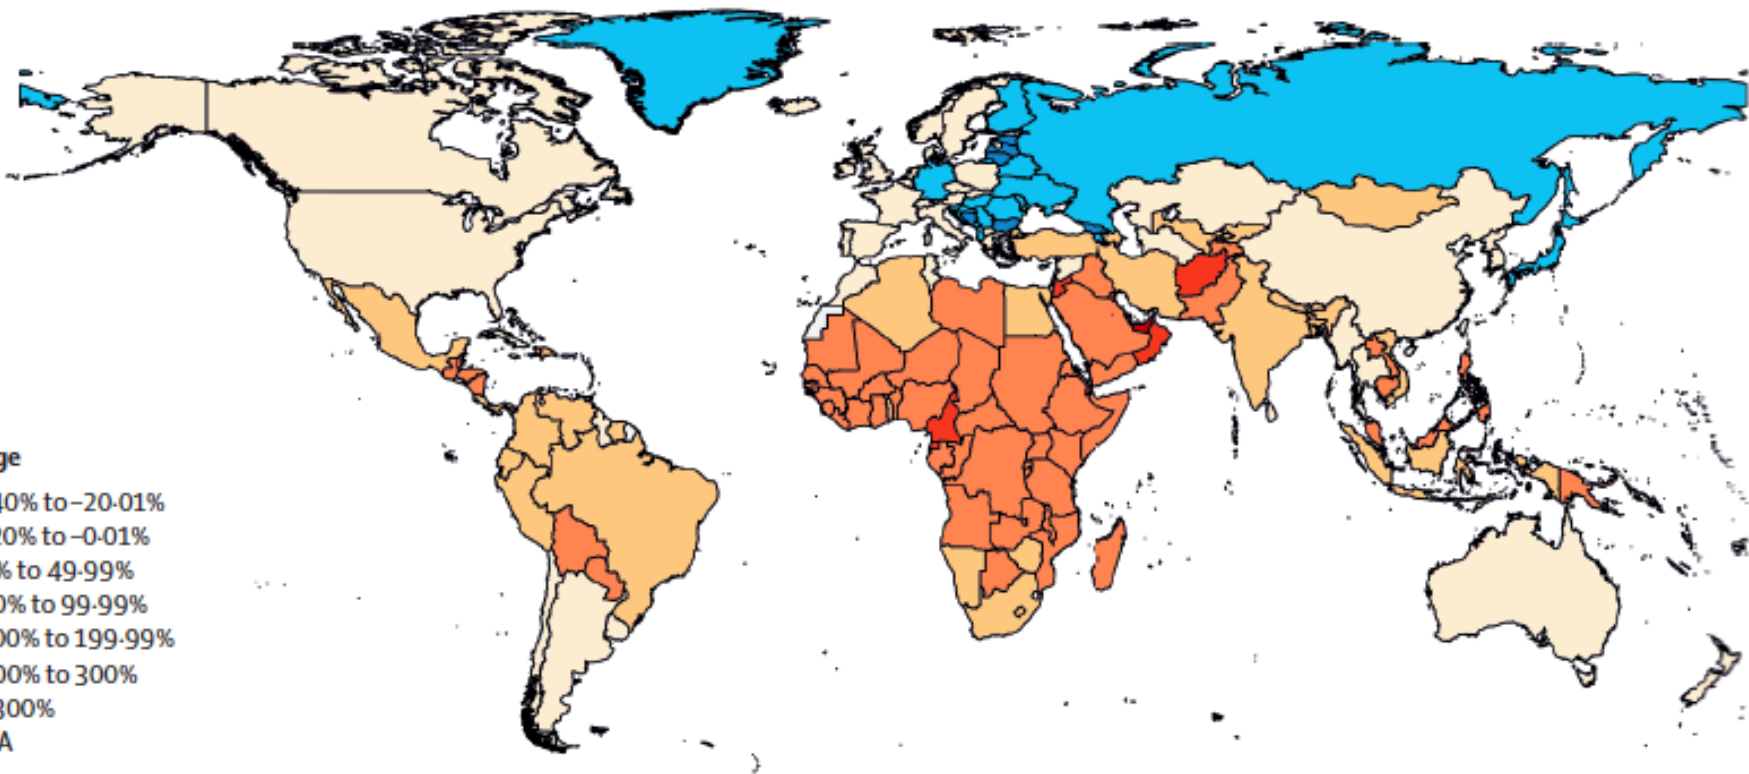 ge
40% to –20·01%
20% to –0·01%
% to 49·99%
0% to 99·99%
00% to 199·99%
00% to 300%
300%
A